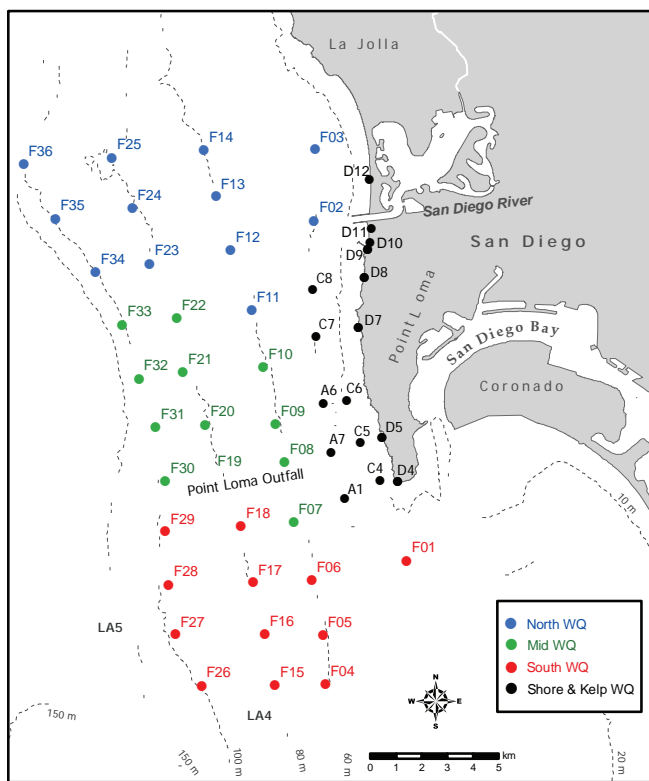 La Jolla
F14
F03
F25
F36
D12
F13
F24
F02
San Diego River
F35
D11
San Diego
D10
F12
D9
F23
F34
D8
C8
F11
F22
F33
Point Loma
D7
C7
San Diego Bay
F10
F21
F32
Coronado
A6
C6
F09
F20
F31
D5
C5
A7
F08
F19
F30
Point Loma Outfall
C4
D4
A1
10 m
F07
F18
F29
F01
F06
F17
F28
North WQ
LA5
F27
F16
F05
Mid WQ
South WQ
F26
F15
F04
Shore & Kelp WQ
N
W
E
S
LA4
150 m
150 m
100 m
80 m
60 m
20 m
0 1 2 3 4 5
km